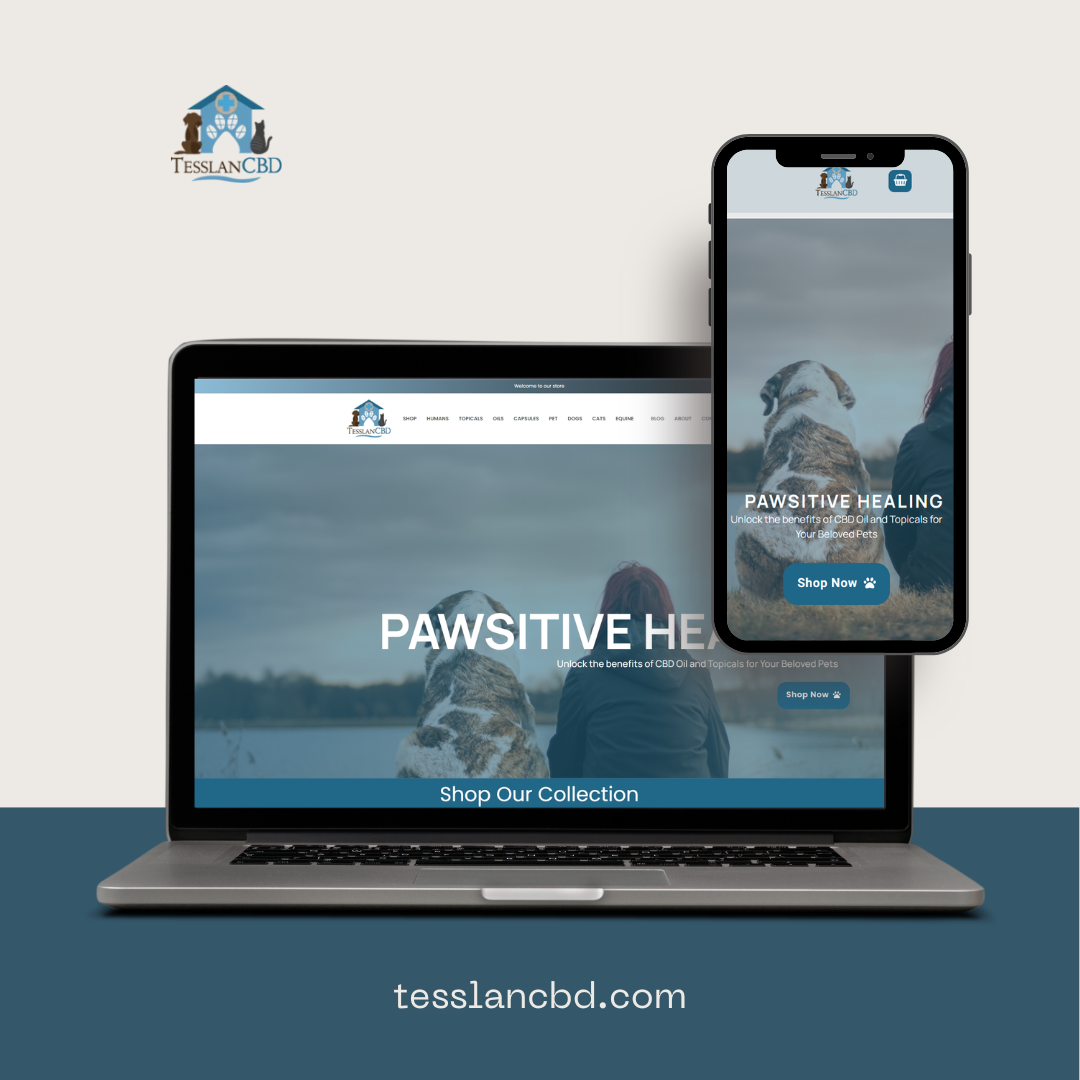 TESSLANCBD
TESSLANCBD
PAWSITIVE HEALING
Unlock the benefits of CBD Oil and Topicals for
Your Beloved Pets
Shop Now
Welcome to our store
TESSLANCBD
SHOP HUMANS TOPICALS OILS CAPSULES PET DOGS CATS EQUINE BLOG ABOUT
PAWSITIVE HEA
Unlock the benefits of CBD Oil and Topicals for Your Beloved Pets
Shop Now
Shop Our Collection
tesslancbd.com